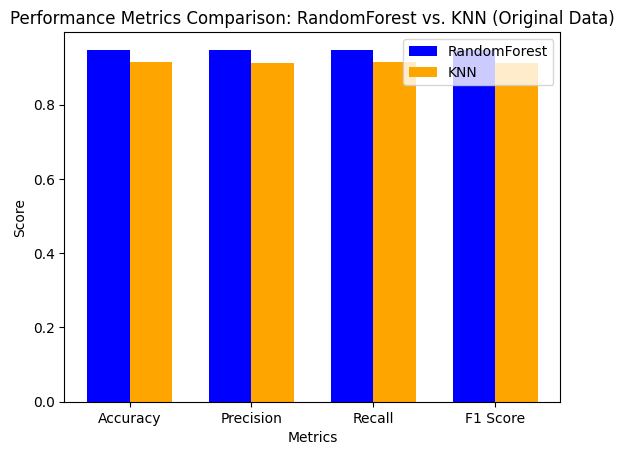 Performance Metrics Comparison: RandomForest vs. KNN (Original Data)
RandomForest
KNN
Score
0.8
0.6
0.4
0.2
0.0
Accuracy
Precision
Recall
F1 Score
Metrics